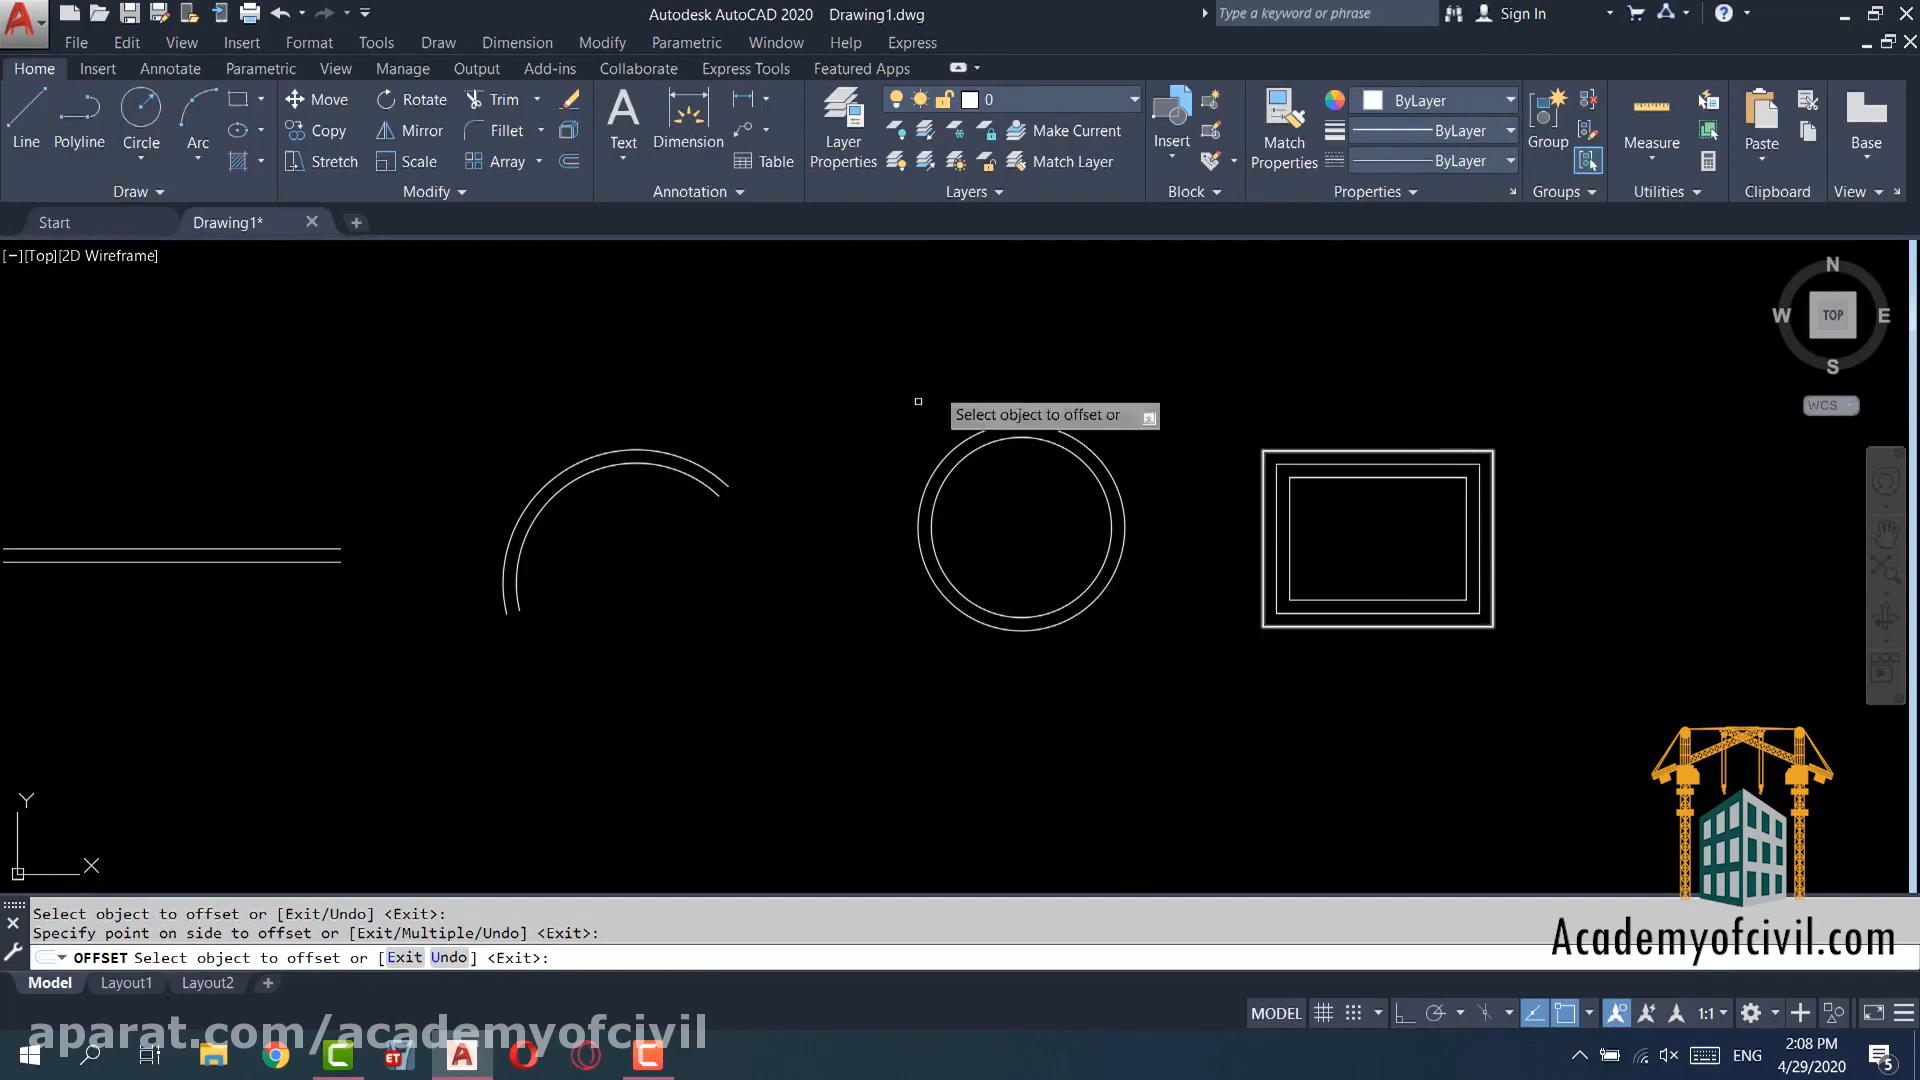 Autodesk AutoCAD 2020 Drawing1.dwg
Type a keyword or phrase
Sign In
File Edit View Insert Format Tools Draw Dimension Modify Parametric Window Help Express
Home Insert Annotate Parametric View Manage Output Add-ins Collaborate Express Tools Featured Apps
Line Polyline Circle Arc
Move Rotate Trim
Copy Mirror Fillet
Stretch Scale Array
Text Dimension Table
Layer Properties
0
Make Current
Match Layer
Insert
Match Properties
ByLayer
ByLayer
ByLayer
Group
Measure
Paste
Base
Draw Modify Annotation Layers Block Properties Groups Utilities Clipboard View
Start Drawing1*
[−][Top][2D Wireframe]
N
W TOP E
S
WCS
Select object to offset or
Y
X
Select object to offset or [Exit/Undo] <Exit>:
Specify point on side to offset or [Exit/Multiple/Undo] <Exit>:
OFFSET Select object to offset or [Exit Undo] <Exit>:
Academyofcivil.com
Model Layout1 Layout2
MODEL 1:1
aparat.com/academyofcivil
ET
ENG
2:08 PM
4/29/2020
5